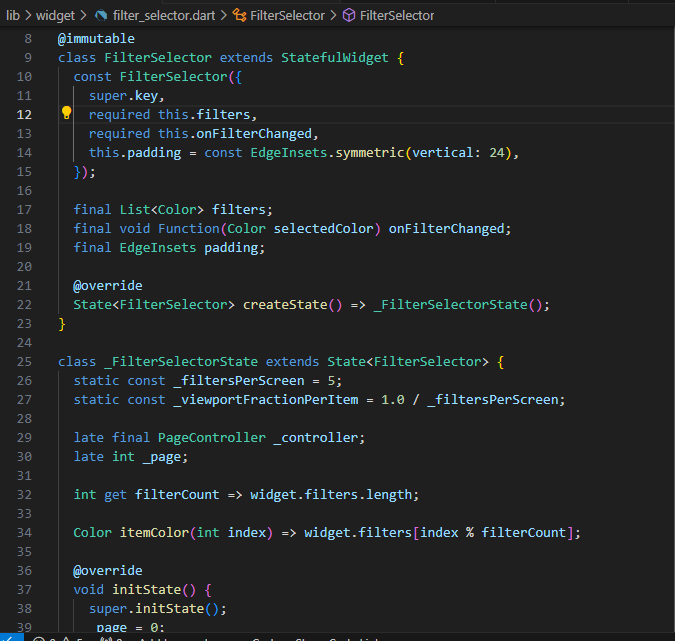 lib > widget > filter_selector.dart > FilterSelector > FilterSelector
8 @immutable
9 class FilterSelector extends StatefulWidget {
10 const FilterSelector({
11 super.key,
12 required this.filters,
13 required this.onFilterChanged,
14 this.padding = const EdgeInsets.symmetric(vertical: 24),
15 });
16
17 final List<Color> filters;
18 final void Function(Color selectedColor) onFilterChanged;
19 final EdgeInsets padding;
20
21 @override
22 State<FilterSelector> createState() => _FilterSelectorState();
23 }
24
25 class _FilterSelectorState extends State<FilterSelector> {
26 static const _filtersPerScreen = 5;
27 static const _viewportFractionPerItem = 1.0 / _filtersPerScreen;
28
29 late final PageController _controller;
30 late int _page;
31
32 int get filterCount => widget.filters.length;
33
34 Color itemColor(int index) => widget.filters[index % filterCount];
35
36 @override
37 void initState() {
38 super.initState();
39 page = 0;